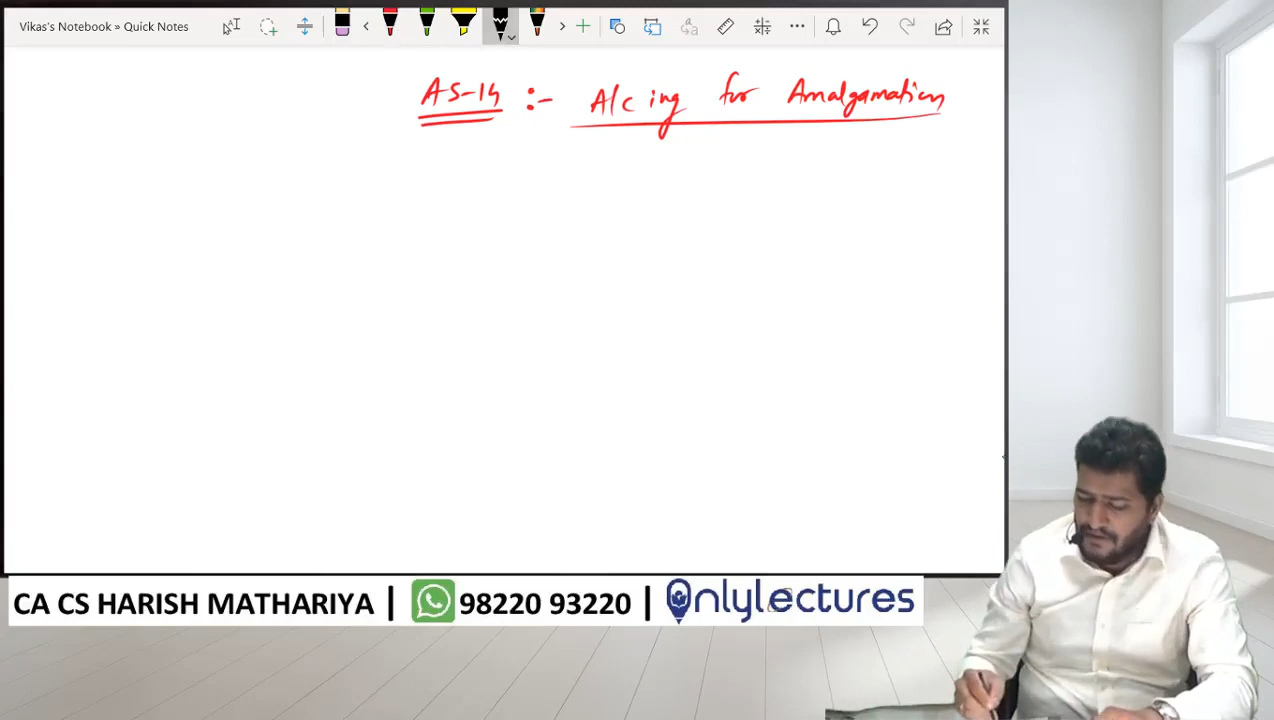 Vikas's Notebook » Quick Notes
AS-14 :- A/c ing for Amalgamation
CA CS HARISH MATHARIYA | 98220 93220 | Onlylectures